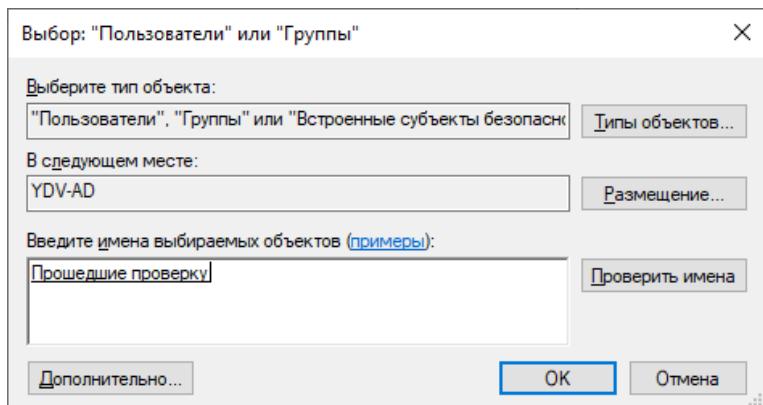 Выбор: "Пользователи" или "Группы"
Выберите тип объекта:
"Пользователи", "Группы" или "Встроенные субъекты безопасно
Типы объектов...
В следующем месте:
YDV-AD
Размещение...
Введите имена выбираемых объектов (примеры):
Прошедшие проверку
Проверить имена
Дополнительно...
OK
Отмена